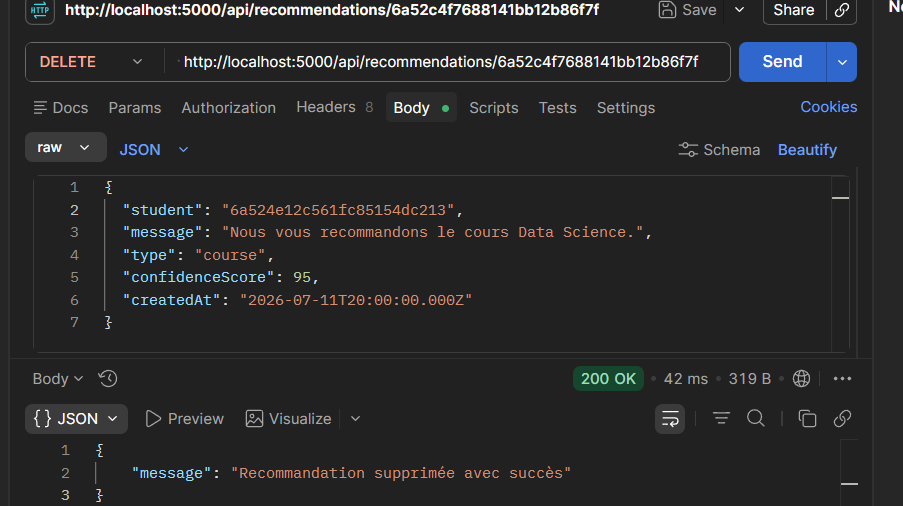 HTTP http://localhost:5000/api/recommendations/6a52c4f7688141bb12b86f7f Save Share
DELETE http://localhost:5000/api/recommendations/6a52c4f7688141bb12b86f7f Send
Docs Params Authorization Headers 8 Body Scripts Tests Settings Cookies
raw JSON Schema Beautify
1 {
2 "student": "6a524e12c561fc85154dc213",
3 "message": "Nous vous recommandons le cours Data Science.",
4 "type": "course",
5 "confidenceScore": 95,
6 "createdAt": "2026-07-11T20:00:00.000Z"
7 }
Body 200 OK • 42 ms • 319 B •
{} JSON Preview Visualize
1 {
2 "message": "Recommandation supprimée avec succès"
3 }